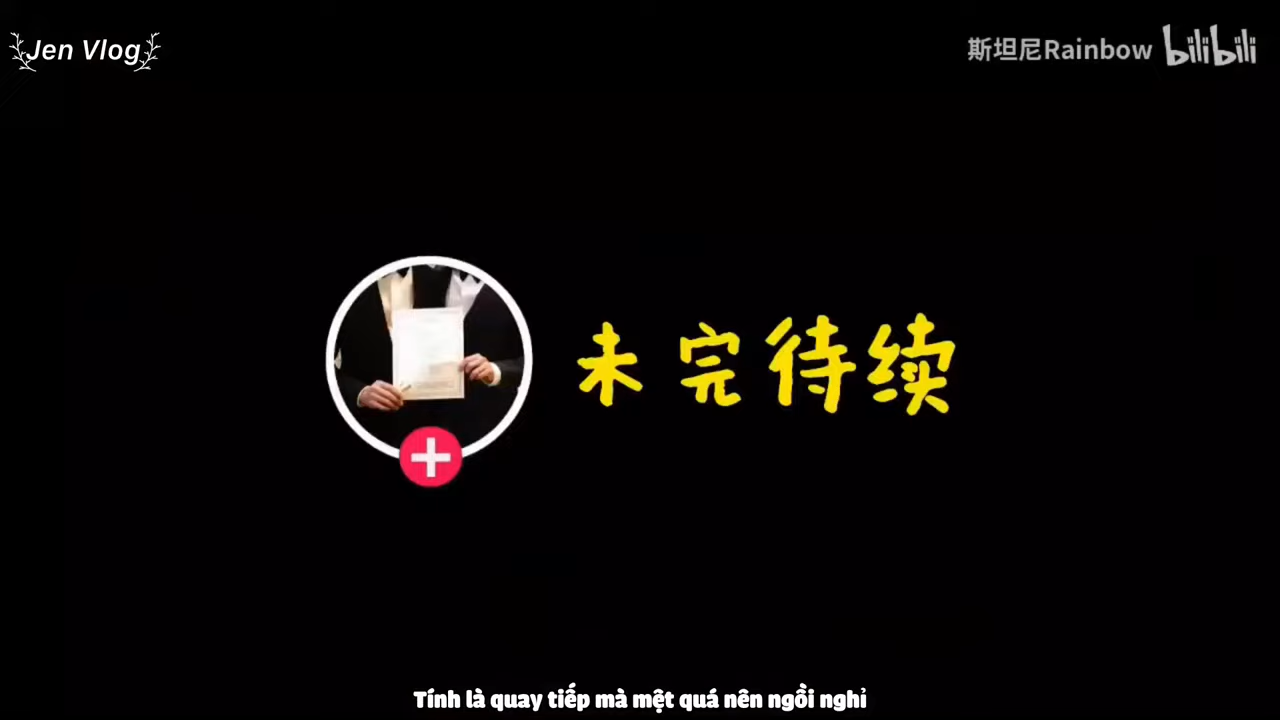 Jen Vlog
斯坦尼Rainbow bilibili
未完待续
Tính là quay tiếp mà mệt quá nên ngồi nghỉ